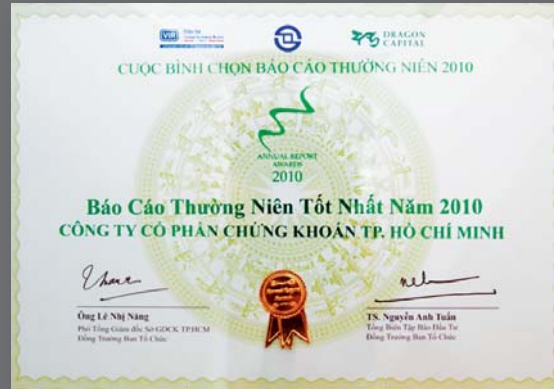 VIR
DRAGON
CAPITAL
CUỘC BÌNH CHỌN BÁO CÁO THƯỜNG NIÊN 2010
ANNUAL REPORT
AWARDS
2010
Báo Cáo Thường Niên Tốt Nhất Năm 2010
CÔNG TY CỔ PHẦN CHỨNG KHOÁN TP. HỒ CHÍ MINH
Ông Lê Nhị Năng
TS. Nguyễn Anh Tuấn
Phó Tổng Giám đốc Sở GDCK TP.HCM
Tổng Biên Tập Báo Đầu Tư
Đồng Trưởng Ban Tổ Chức
Đồng Trưởng Ban Tổ Chức